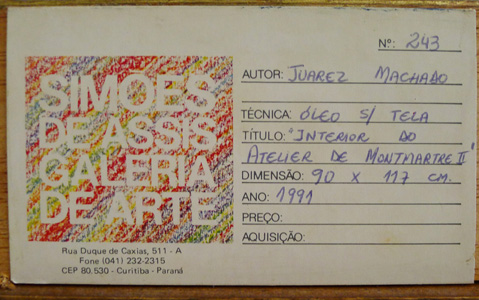 Nº: 243
SIMÕES
DE ASSIS
GALERIA
DE ARTE
Rua Duque de Caxias, 511 - A
Fone (041) 232-2315
CEP 80.530 - Curitiba - Paraná
AUTOR: JUAREZ MACHADO
TÉCNICA: ÓLEO S/ TELA
TÍTULO: "INTERIOR DO
ATELIER DE MONTMARTRE II"
DIMENSÃO: 90 X 117 CM.
ANO: 1991
PREÇO:
AQUISIÇÃO: